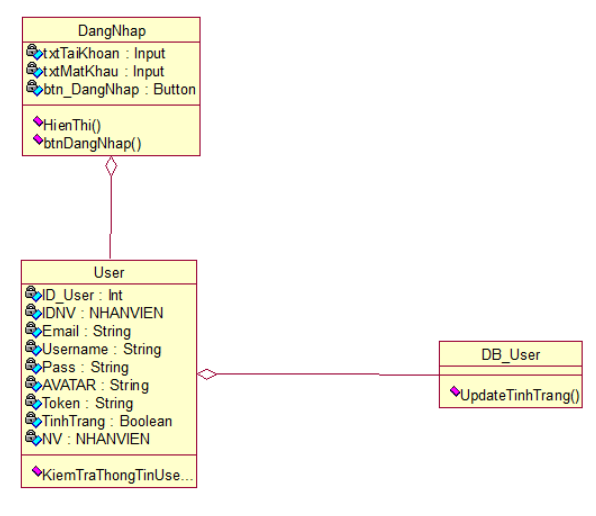 DangNhap
txtTaiKhoan : Input
txtMatKhau : Input
btn_DangNhap : Button
HienThi()
btnDangNhap()
User
ID_User : Int
IDNV : NHANVIEN
Email : String
Username : String
Pass : String
AVATAR : String
Token : String
TinhTrang : Boolean
NV : NHANVIEN
KiemTraThongTinUse...
DB_User
UpdateTinhTrang()